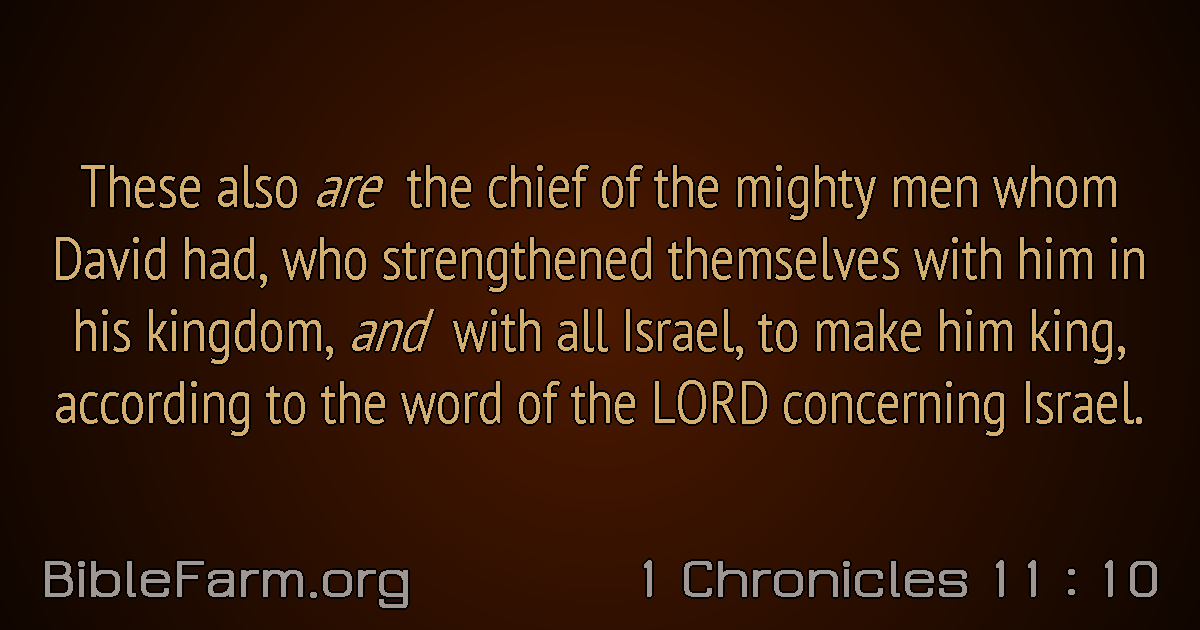 These also are the chief of the mighty men whom
David had, who strengthened themselves with him in
his kingdom, and with all Israel, to make him king,
according to the word of the LORD concerning Israel.
BibleFarm.org
1 Chronicles 11 : 10